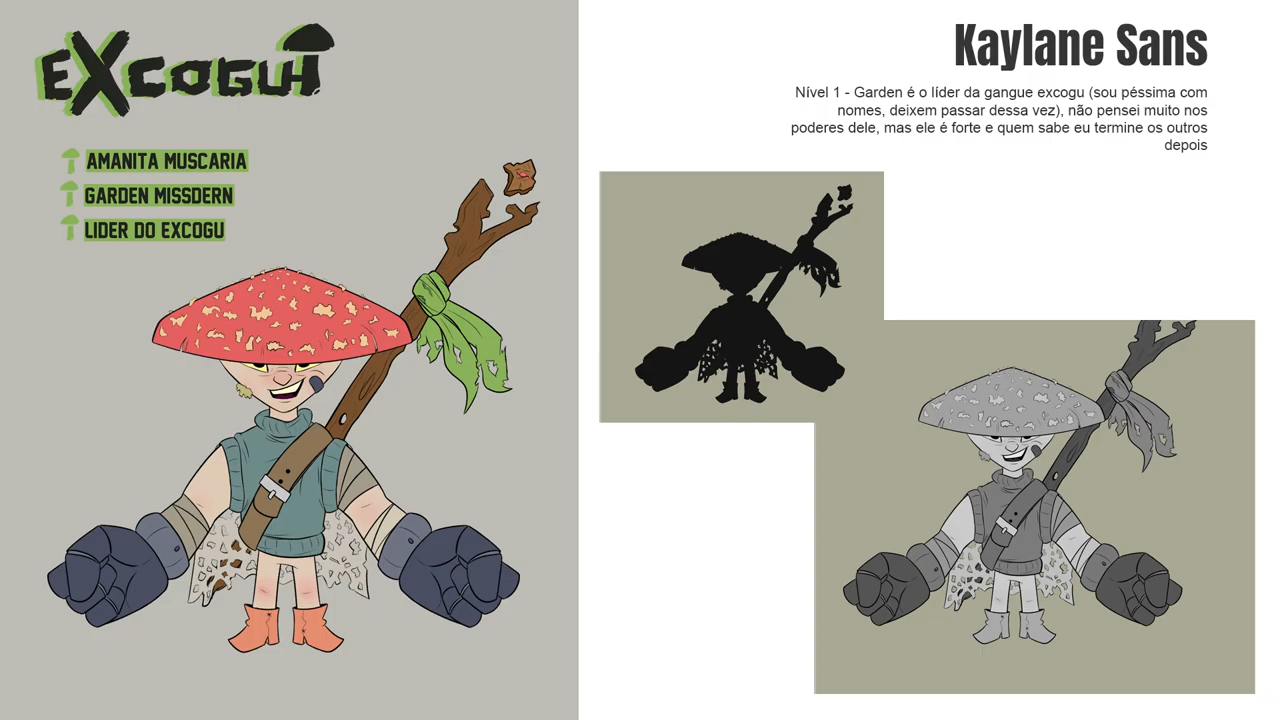 EXCOGU
AMANITA MUSCARIA
GARDEN MISSDERN
LIDER DO EXCOGU
Kaylane Sans
Nível 1 - Garden é o líder da gangue excogu (sou péssima com
nomes, deixem passar dessa vez), não pensei muito nos
poderes dele, mas ele é forte e quem sabe eu termine os outros
depois